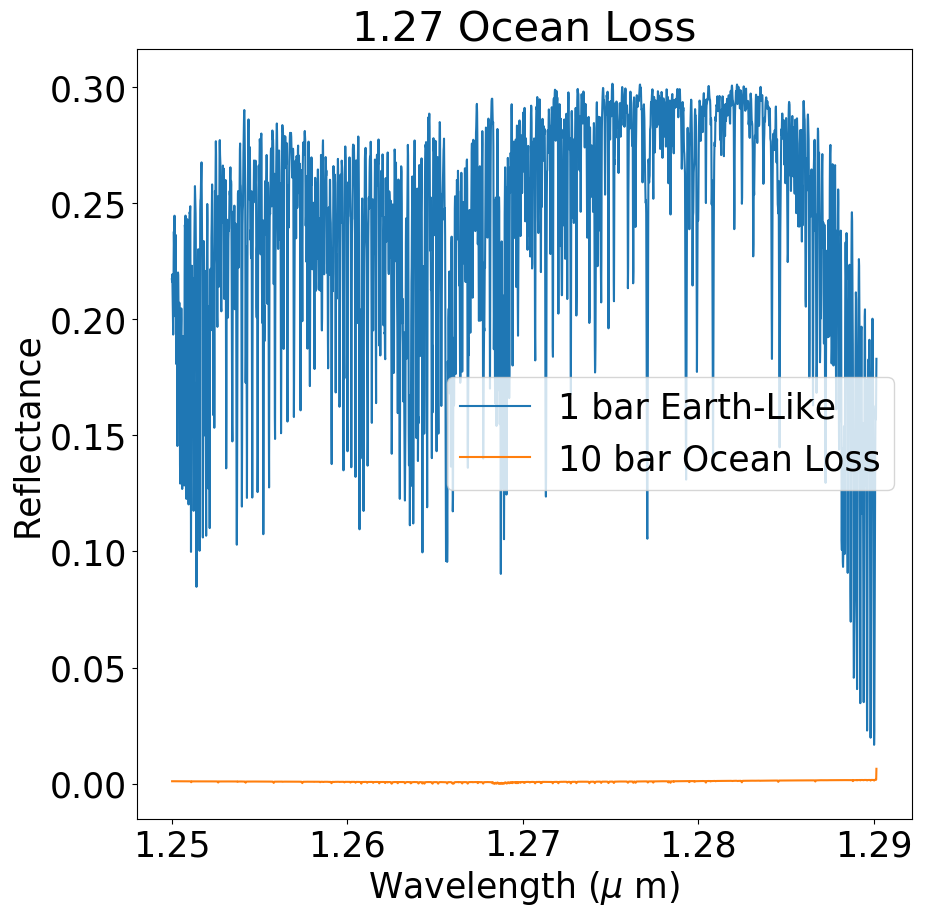 1.27 Ocean Loss
0.30
0.25
0.20
0.15
0.10
0.05
0.00
Reflectance
1 bar Earth-Like
10 bar Ocean Loss
1.25 1.26 1.27 1.28 1.29
Wavelength (μ m)